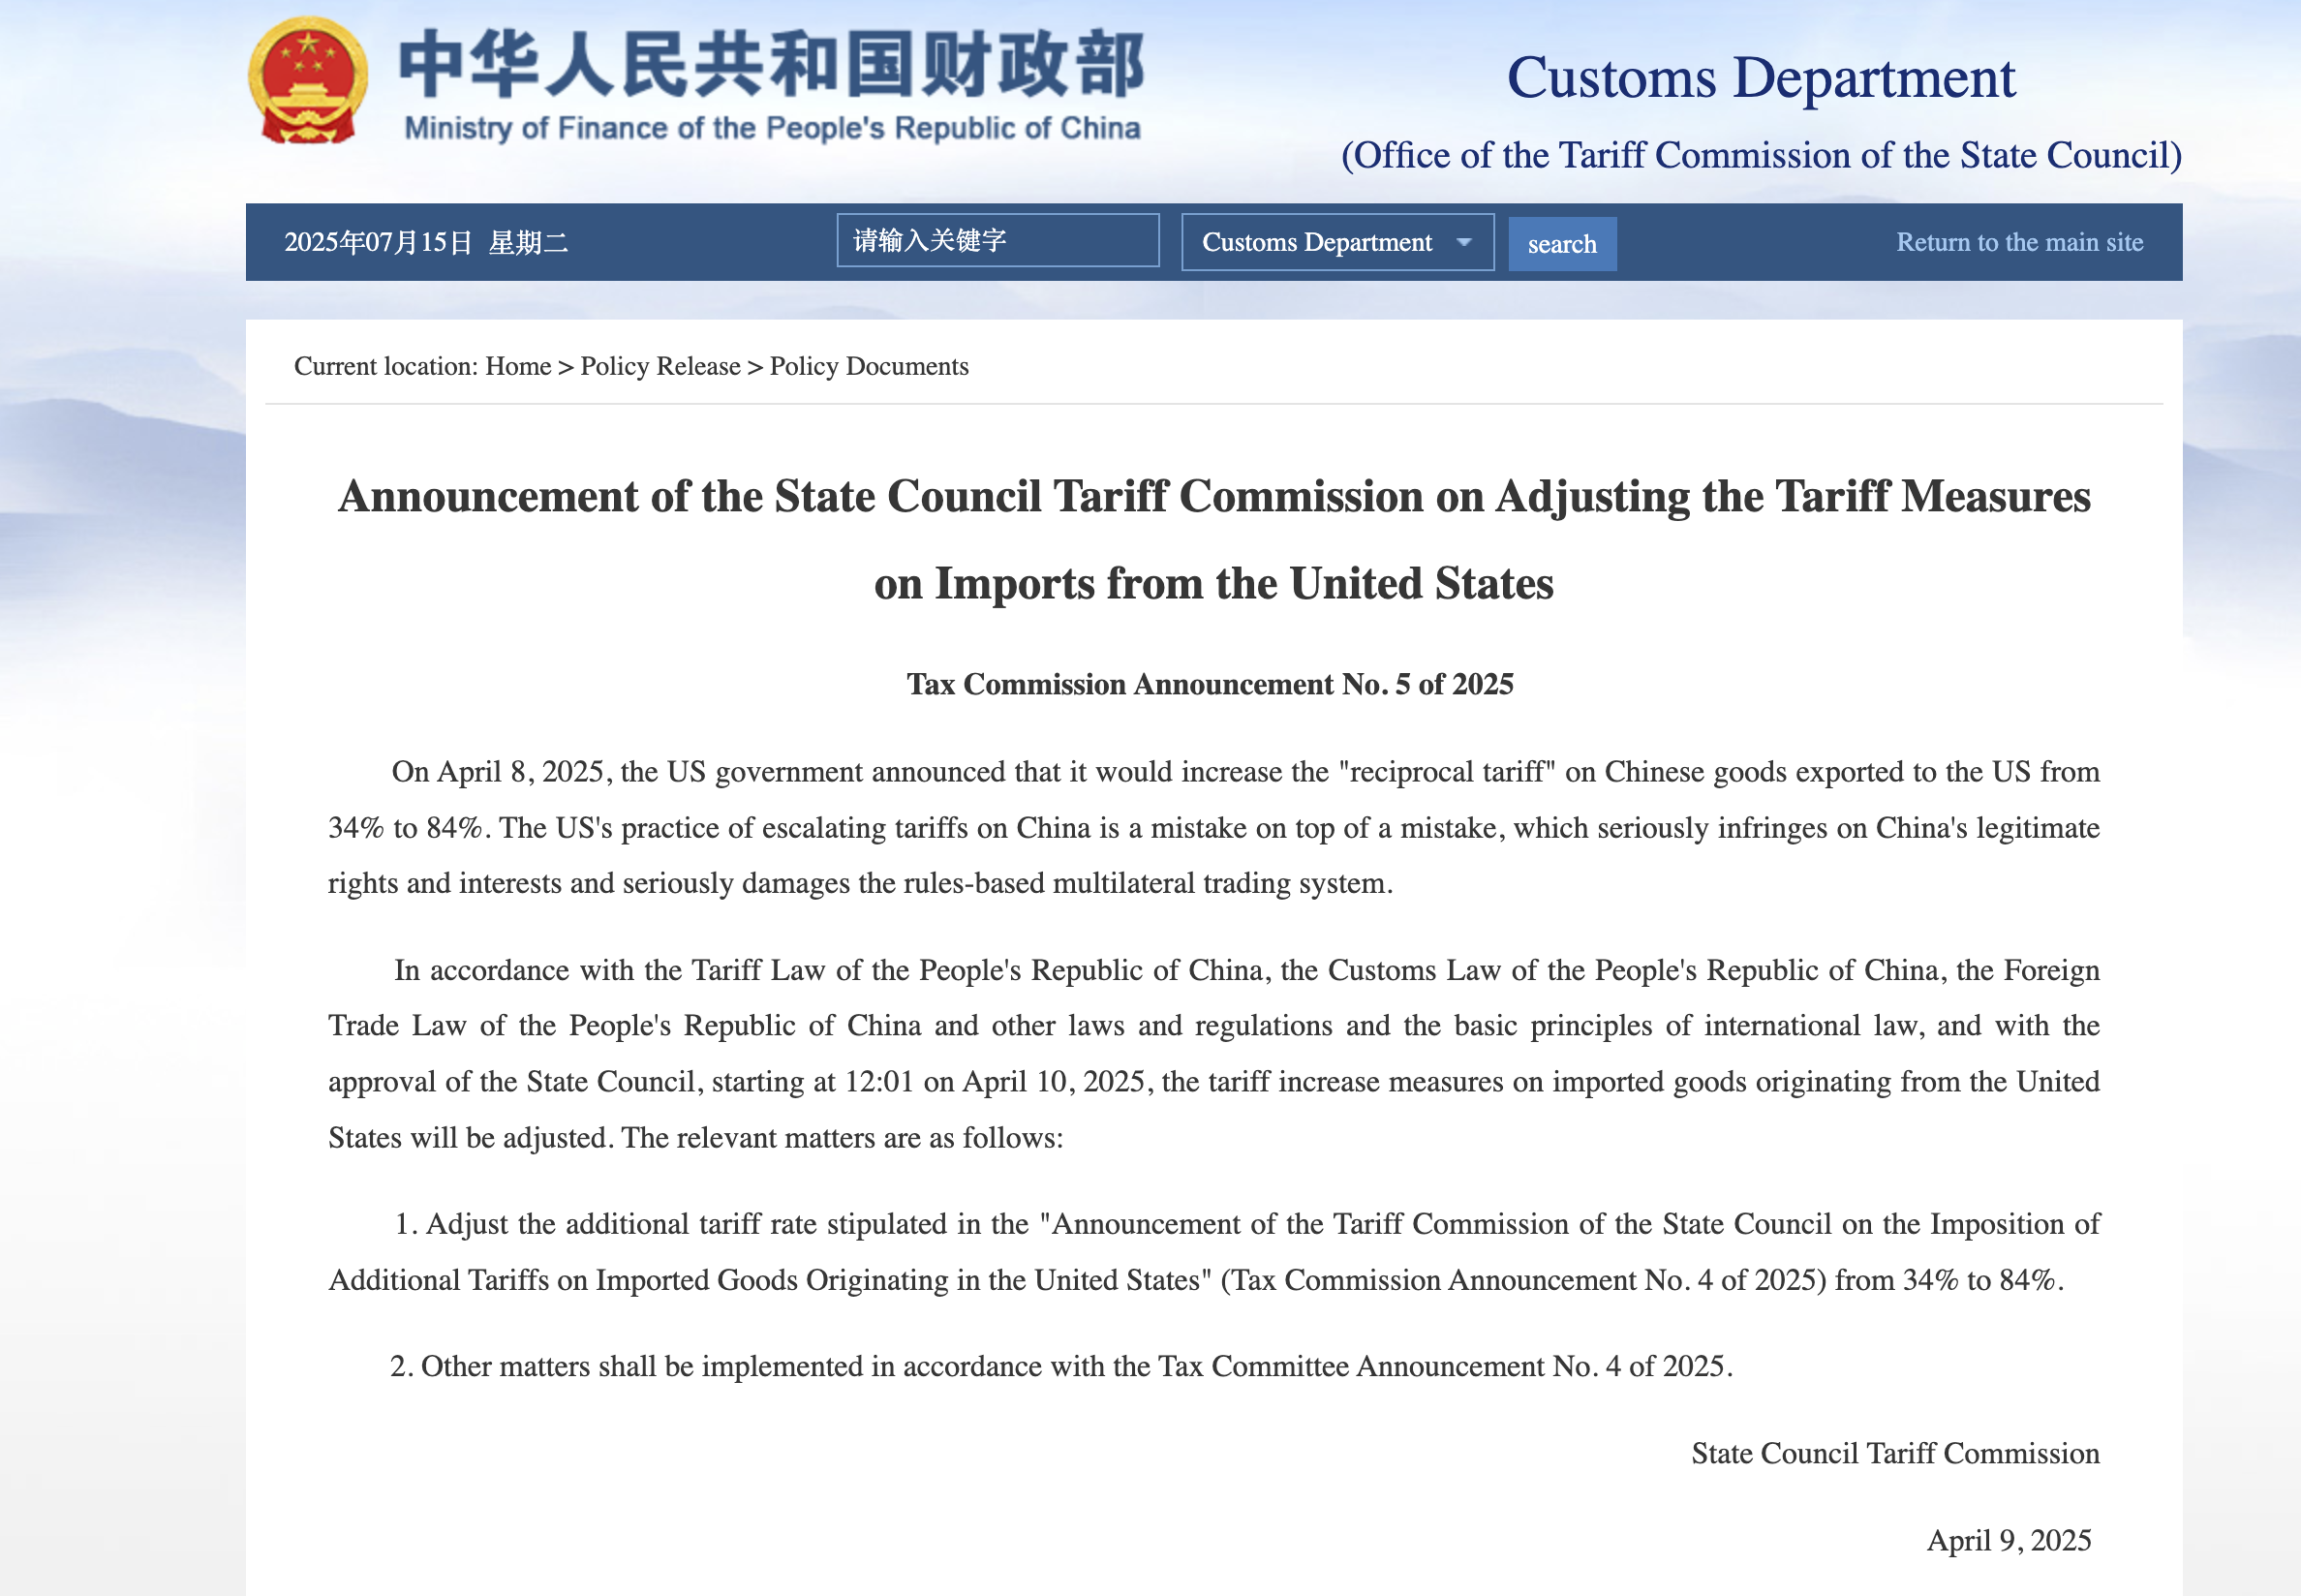 中华人民共和国财政部
Ministry of Finance of the People's Republic of China
Customs Department
(Office of the Tariff Commission of the State Council)
2025年07月15日 星期二
请输入关键字
Customs Department
search
Return to the main site
Current location: Home > Policy Release > Policy Documents
Announcement of the State Council Tariff Commission on Adjusting the Tariff Measures
on Imports from the United States
Tax Commission Announcement No. 5 of 2025
On April 8, 2025, the US government announced that it would increase the "reciprocal tariff" on Chinese goods exported to the US from
34% to 84%. The US's practice of escalating tariffs on China is a mistake on top of a mistake, which seriously infringes on China's legitimate
rights and interests and seriously damages the rules-based multilateral trading system.
In accordance with the Tariff Law of the People's Republic of China, the Customs Law of the People's Republic of China, the Foreign
Trade Law of the People's Republic of China and other laws and regulations and the basic principles of international law, and with the
approval of the State Council, starting at 12:01 on April 10, 2025, the tariff increase measures on imported goods originating from the United
States will be adjusted. The relevant matters are as follows:
1. Adjust the additional tariff rate stipulated in the "Announcement of the Tariff Commission of the State Council on the Imposition of
Additional Tariffs on Imported Goods Originating in the United States" (Tax Commission Announcement No. 4 of 2025) from 34% to 84%.
2. Other matters shall be implemented in accordance with the Tax Committee Announcement No. 4 of 2025.
State Council Tariff Commission
April 9, 2025